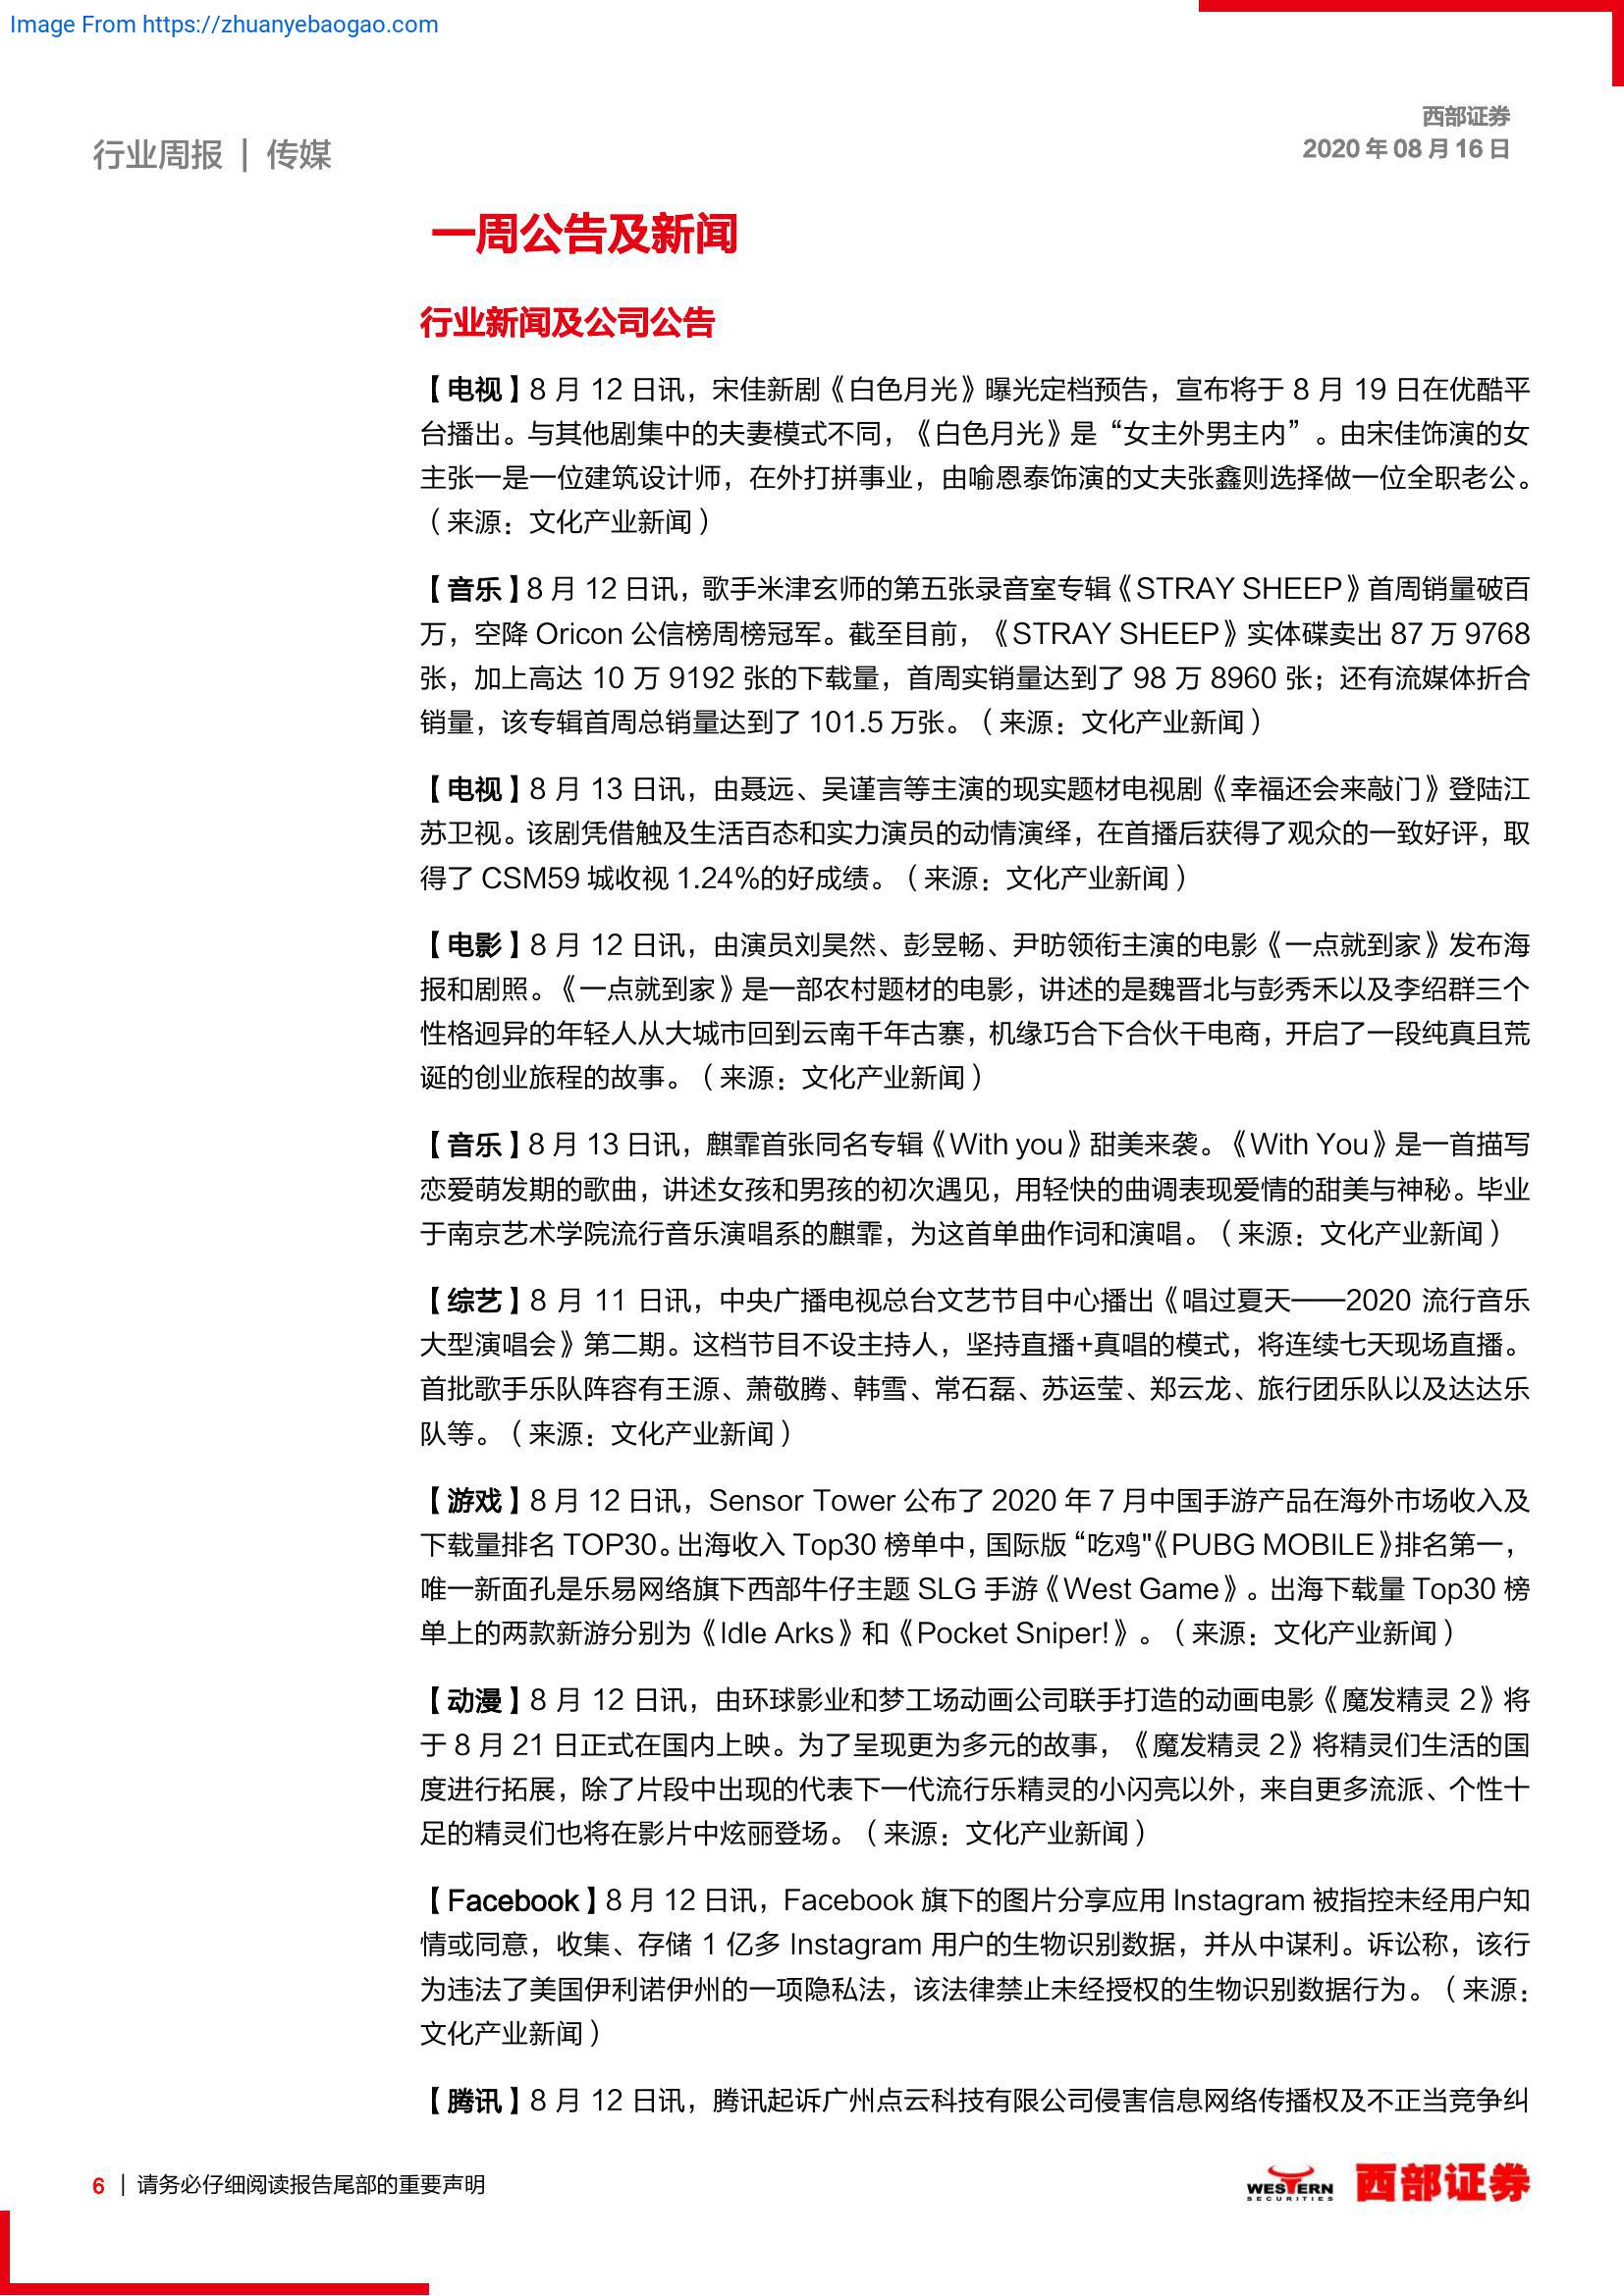 Image From https://zhuanyebaogao.com
西部证券
2020 年 08 月 16 日
行业周报 | 传媒
一周公告及新闻
行业新闻及公司公告
【电视】8 月 12 日讯，宋佳新剧《白色月光》曝光定档预告，宣布将于 8 月 19 日在优酷平
台播出。与其他剧集中的夫妻模式不同，《白色月光》是“女主外男主内”。由宋佳饰演的女
主张一是一位建筑设计师，在外打拼事业，由喻恩泰饰演的丈夫张鑫则选择做一位全职老公。
（来源：文化产业新闻）
【音乐】8 月 12 日讯，歌手米津玄师的第五张录音室专辑《STRAY SHEEP》首周销量破百
万，空降 Oricon 公信榜周榜冠军。截至目前，《STRAY SHEEP》实体碟卖出 87 万 9768
张，加上高达 10 万 9192 张的下载量，首周实销量达到了 98 万 8960 张；还有流媒体折合
销量，该专辑首周总销量达到了 101.5 万张。（来源：文化产业新闻）
【电视】8 月 13 日讯，由聂远、吴谨言等主演的现实题材电视剧《幸福还会来敲门》登陆江
苏卫视。该剧凭借触及生活百态和实力演员的动情演绎，在首播后获得了观众的一致好评，取
得了 CSM59 城收视 1.24%的好成绩。（来源：文化产业新闻）
【电影】8 月 12 日讯，由演员刘昊然、彭昱畅、尹昉领衔主演的电影《一点就到家》发布海
报和剧照。《一点就到家》是一部农村题材的电影，讲述的是魏晋北与彭秀禾以及李绍群三个
性格迥异的年轻人从大城市回到云南千年古寨，机缘巧合下合伙干电商，开启了一段纯真且荒
诞的创业旅程的故事。（来源：文化产业新闻）
【音乐】8 月 13 日讯，麒霏首张同名专辑《With you》甜美来袭。《With You》是一首描写
恋爱萌发期的歌曲，讲述女孩和男孩的初次遇见，用轻快的曲调表现爱情的甜美与神秘。毕业
于南京艺术学院流行音乐演唱系的麒霏，为这首单曲作词和演唱。（来源：文化产业新闻）
【综艺】8 月 11 日讯，中央广播电视总台文艺节目中心播出《唱过夏天——2020 流行音乐
大型演唱会》第二期。这档节目不设主持人，坚持直播+真唱的模式，将连续七天现场直播。
首批歌手乐队阵容有王源、萧敬腾、韩雪、常石磊、苏运莹、郑云龙、旅行团乐队以及达达乐
队等。（来源：文化产业新闻）
【游戏】8 月 12 日讯，Sensor Tower 公布了 2020 年 7 月中国手游产品在海外市场收入及
下载量排名 TOP30。出海收入 Top30 榜单中，国际版“吃鸡"《PUBG MOBILE》排名第一，
唯一新面孔是乐易网络旗下西部牛仔主题 SLG 手游《West Game》。出海下载量 Top30 榜
单上的两款新游分别为《Idle Arks》和《Pocket Sniper!》。（来源：文化产业新闻）
【动漫】8 月 12 日讯，由环球影业和梦工场动画公司联手打造的动画电影《魔发精灵 2》将
于 8 月 21 日正式在国内上映。为了呈现更为多元的故事，《魔发精灵 2》将精灵们生活的国
度进行拓展，除了片段中出现的代表下一代流行乐精灵的小闪亮以外，来自更多流派、个性十
足的精灵们也将在影片中炫丽登场。（来源：文化产业新闻）
【Facebook】8 月 12 日讯，Facebook 旗下的图片分享应用 Instagram 被指控未经用户知
情或同意，收集、存储 1 亿多 Instagram 用户的生物识别数据，并从中谋利。诉讼称，该行
为违法了美国伊利诺伊州的一项隐私法，该法律禁止未经授权的生物识别数据行为。（来源：
文化产业新闻）
【腾讯】8 月 12 日讯，腾讯起诉广州点云科技有限公司侵害信息网络传播权及不正当竞争纠
6 | 请务必仔细阅读报告尾部的重要声明
WESTERN
SECURITIES
西部证券